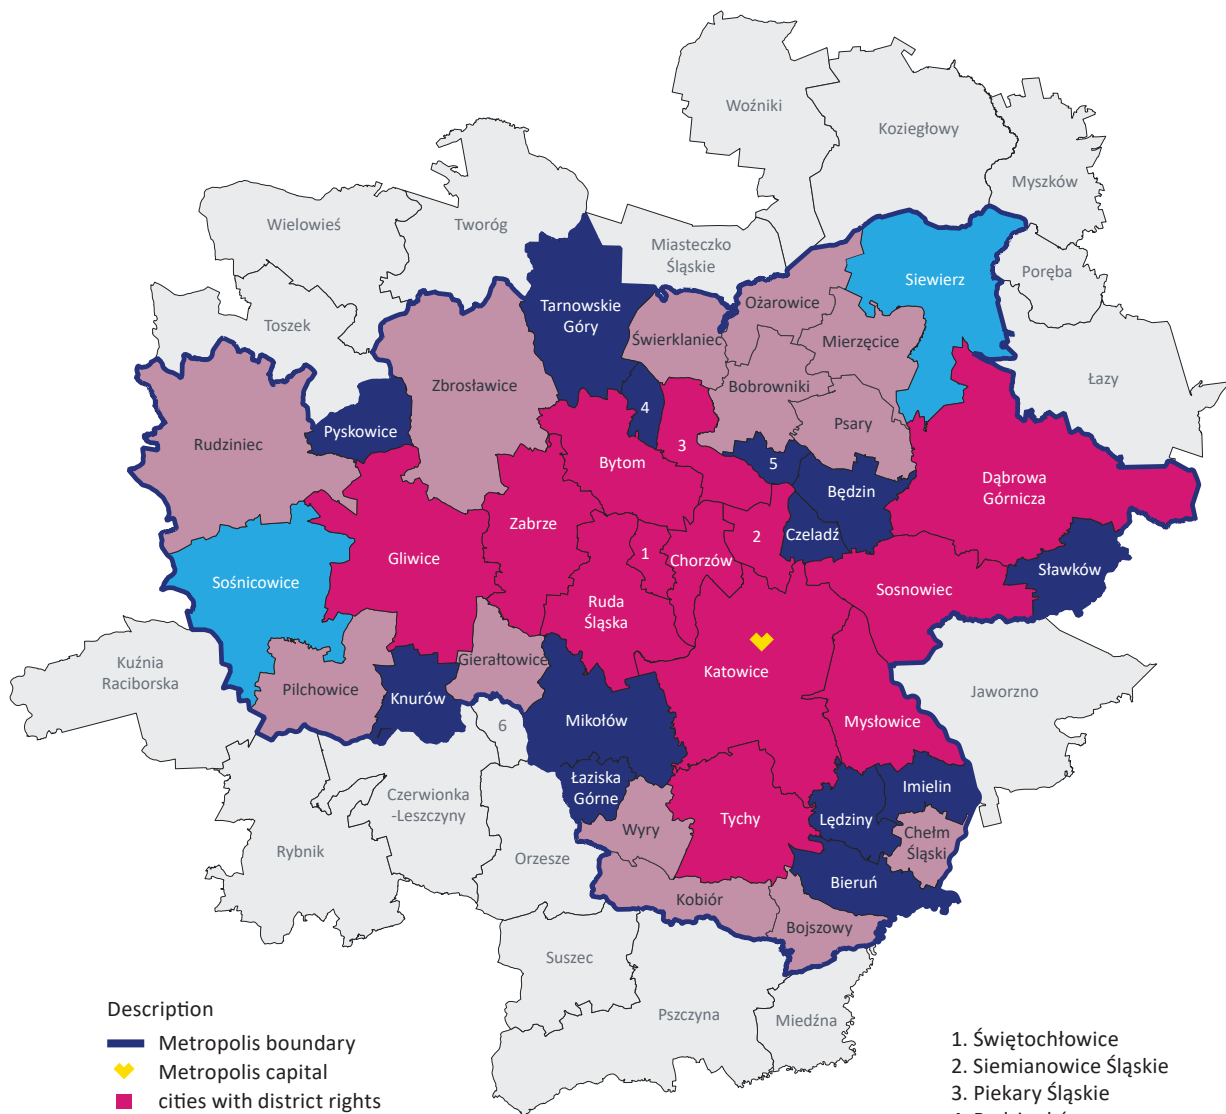 Woźniki
Koziegłowy
Myszków
Wielowieś
Tworóg
Miasteczko
Śląskie
Siewierz
Poręba
Toszek
Tarnowskie
Góry
Ożarowice
Świerklaniec
Mierzęcice
Łazy
Zbrosławice
Bobrowniki
4
Psary
Rudziniec
Pyskowice
3
Bytom
5
Będzin
Dąbrowa
Górnicza
Zabrze
Gliwice
1
Chorzów
2
Czeladź
Sośnicowice
Sosnowiec
Sławków
Ruda
Śląska
Kuźnia
Raciborska
Gierałtowice
Katowice
Jaworzno
Pilchowice
Knurów
6
Mikołów
Mysłowice
Łaziska
Górne
Imielin
Czerwionka
-Leszczyny
Wyry
Tychy
Lędziny
Chełm
Śląski
Rybnik
Orzesze
Bieruń
Kobiór
Bojszowy
Suszec
Pszczyna
Miedźna
Description
Metropolis boundary
Metropolis capital
cities with district rights
1. Świętochłowice
2. Siemianowice Śląskie
3. Piekary Śląskie